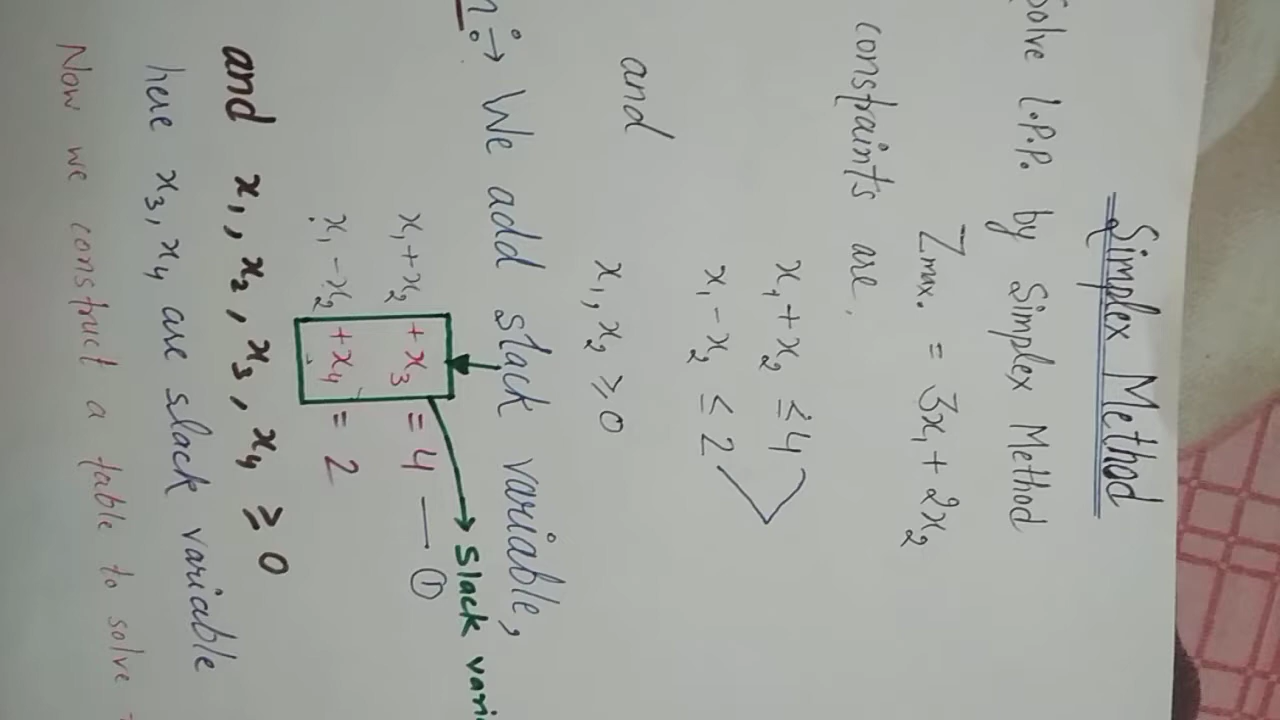 Simplex Method
Solve L.P.P. by Simplex Method
Zmax. = 3x₁ + 2x₂
constraints are,
x₁ + x₂ ≤ 4
x₁ - x₂ ≤ 2
and x₁, x₂ ≥ 0
n:→ We add slack variable,
x₁ + x₂ + x₃ = 4 — ①
x₁ - x₂ + x₄ = 2
Slack vari
and x₁, x₂, x₃, x₄ ≥ 0
here x₃, x₄ are slack variable
Now we construct a table to solve